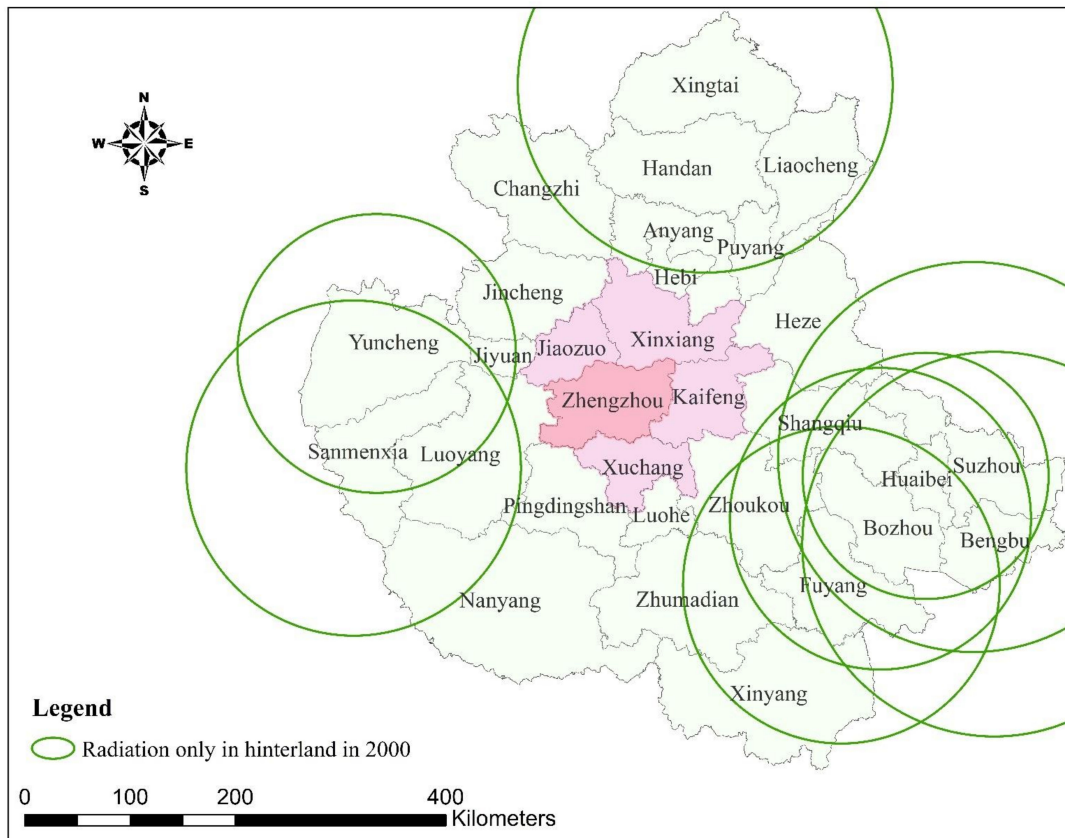 Xingtai
N
W E
S
Handan
Liaocheng
Changzhi
Anyang
Puyang
Hebi
Jincheng
Heze
Yuncheng
Jiyuan
Jiaozuo
Xinxiang
Zhengzhou
Kaifeng
Shangqiu
Sanmenxia
Luoyang
Xuchang
Suzhou
Huaibei
Pingdingshan
Luohe
Zhoukou
Bozhou
Bengbu
Fuyang
Nanyang
Zhumadian
Xinyang
Legend
Radiation only in hinterland in 2000
0 100 200 400
Kilometers